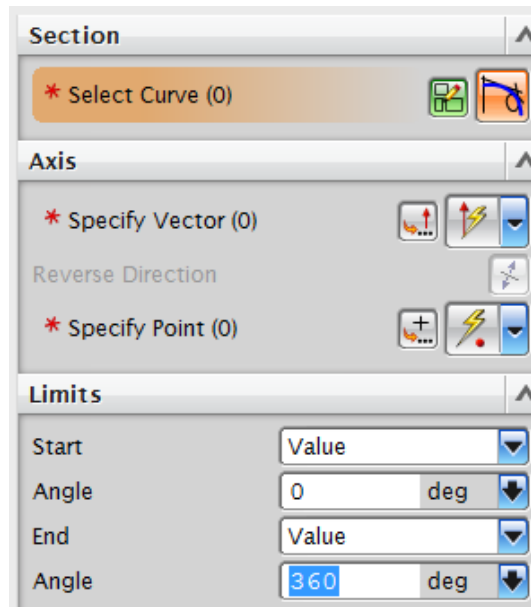 Section
* Select Curve (0)
Axis
* Specify Vector (0)
Reverse Direction
* Specify Point (0)
Limits
Start Value
Angle 0 deg
End Value
Angle 360 deg